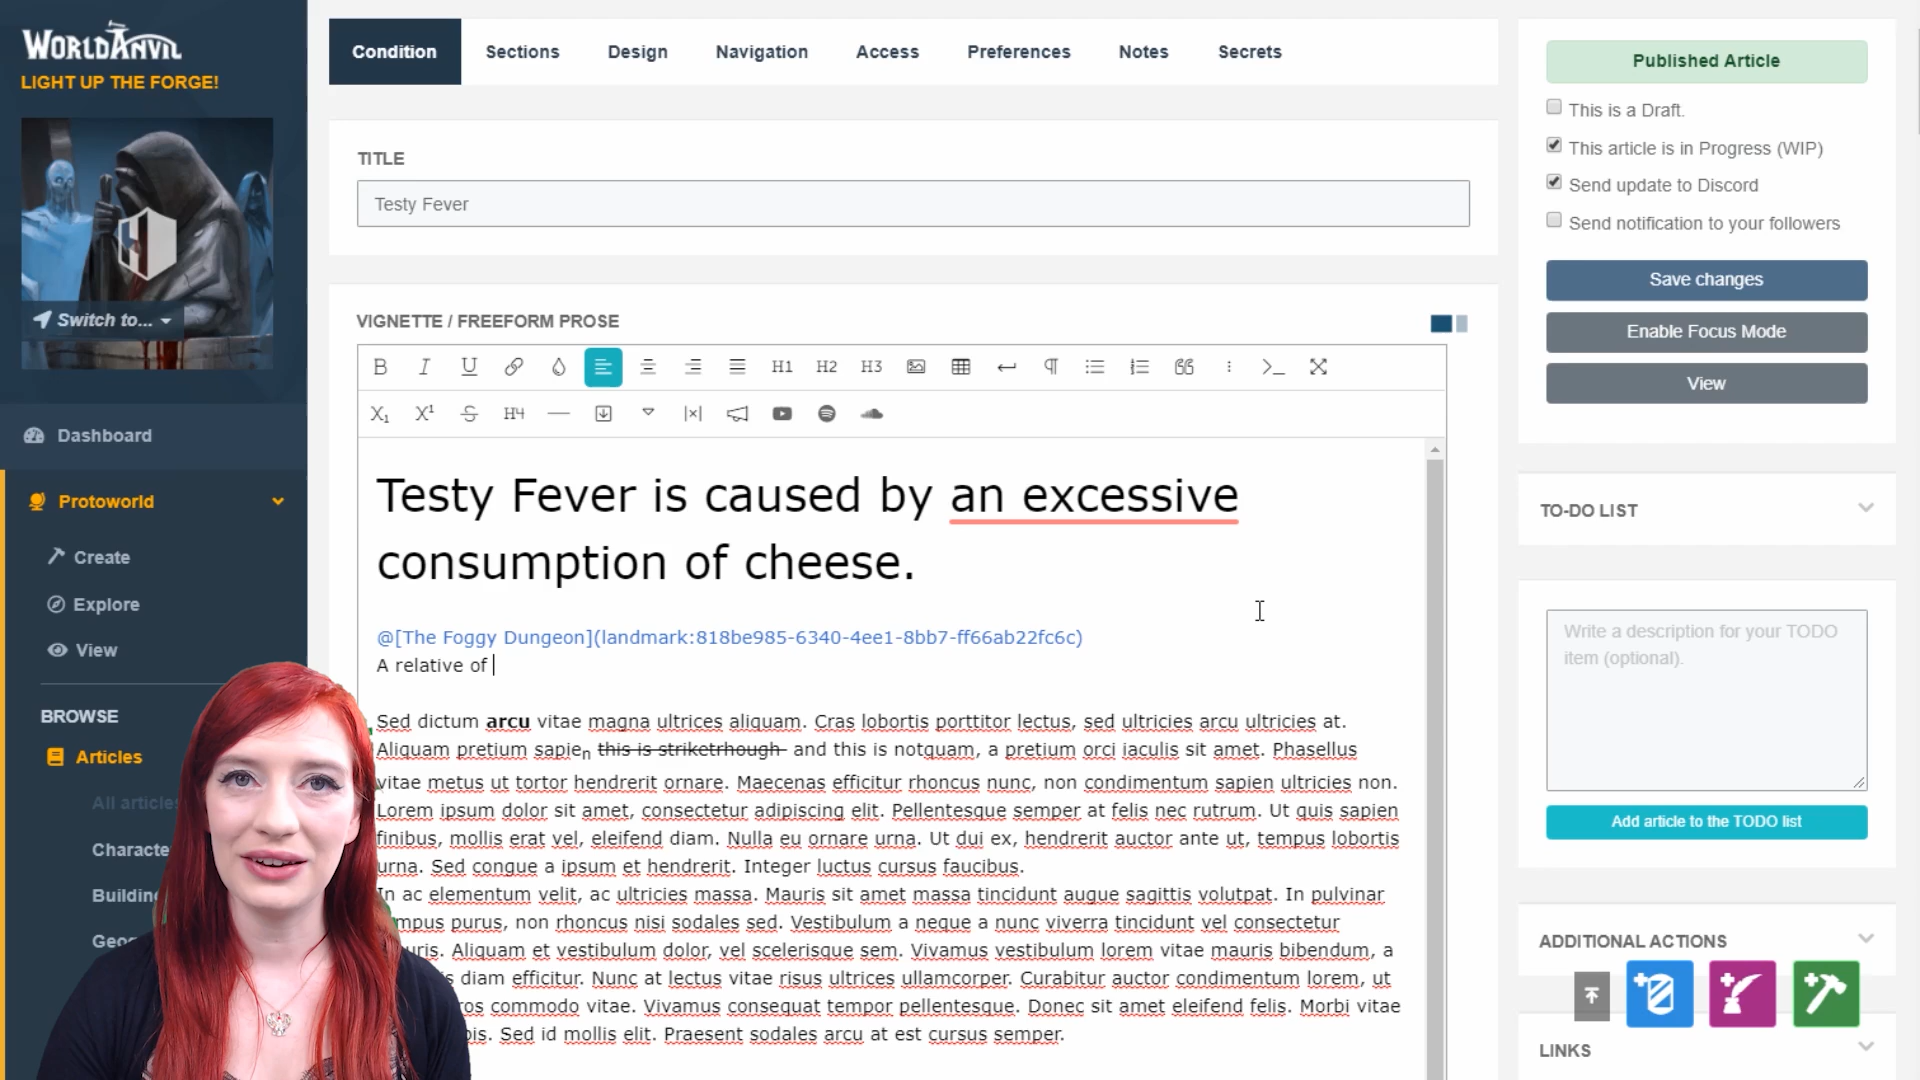 WORLDANVIL
LIGHT UP THE FORGE!
Switch to...
Dashboard
Protoworld
Create
Explore
View
BROWSE
Articles
All articles
Condition
Sections
Design
Navigation
Access
Preferences
Notes
Secrets
TITLE
Testy Fever
VIGNETTE / FREEFORM PROSE
B I U H1 H2 H3
X1 X1 S H4
Testy Fever is caused by an excessive
consumption of cheese.
@[The Foggy Dungeon](landmark:818be985-6340-4ee1-8bb7-ff66ab22fc6c)
A relative of
Sed dictum arcu vitae magna ultrices aliquam. Cras lobortis porttitor lectus, sed ultricies arcu ultricies at.
Aliquam pretium sapien this is striketrhough and this is notquam, a pretium orci iaculis sit amet. Phasellus
vitae metus ut tortor hendrerit ornare. Maecenas efficitur rhoncus nunc, non condimentum sapien ultricies non.
Lorem ipsum dolor sit amet, consectetur adipiscing elit. Pellentesque semper at felis nec rutrum. Ut quis sapien
finibus, mollis erat vel, eleifend diam. Nulla eu ornare urna. Ut dui ex, hendrerit auctor ante ut, tempus lobortis
urna. Sed congue a ipsum et hendrerit. Integer luctus cursus faucibus.
In ac elementum velit, ac ultricies massa. Mauris sit amet massa tincidunt augue sagittis volutpat. In pulvinar
purus, non rhoncus nisi sodales sed. Vestibulum a neque a nunc viverra tincidunt vel consectetur
Aliquam et vestibulum dolor, vel scelerisque sem. Vivamus vestibulum lorem vitae mauris bibendum, a
diam efficitur. Nunc at lectus vitae risus ultrices ullamcorper. Curabitur auctor condimentum lorem, ut
commodo vitae. Vivamus consequat tempor pellentesque. Donec sit amet eleifend felis. Morbi vitae
Sed id mollis elit. Praesent sodales arcu at est cursus semper.
Published Article
This is a Draft.
This article is in Progress (WIP)
Send update to Discord
Send notification to your followers
Save changes
Enable Focus Mode
View
TO-DO LIST
Write a description for your TODO
item (optional).
Add article to the TODO list
ADDITIONAL ACTIONS
LINKS